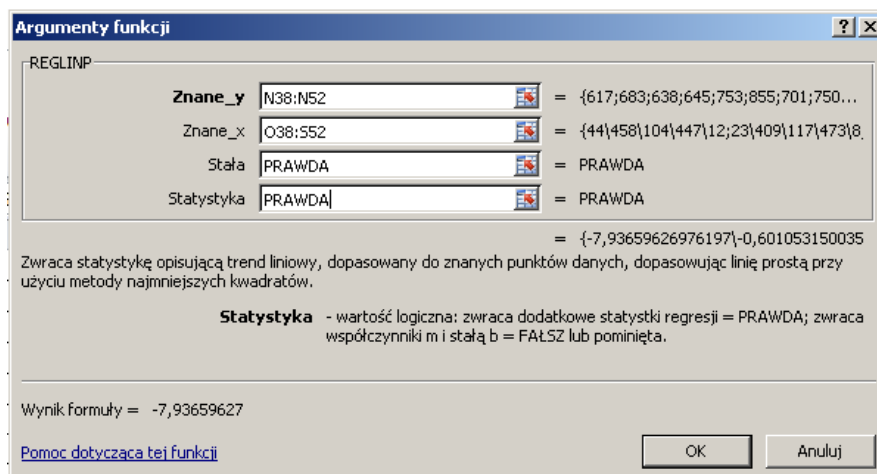 Argumenty funkcji
REGLINP
Znane_y N38:N52 = {617;683;638;645;753;855;701;750...
Znane_x O38:S52 = {44\458\104\447\12;23\409\117\473\8
Stała PRAWDA = PRAWDA
Statystyka PRAWDA = PRAWDA
= {-7,93659626976197\-0,601053150035
Zwraca statystykę opisującą trend liniowy, dopasowany do znanych punktów danych, dopasowując linię prostą przy
użyciu metody najmniejszych kwadratów.
Statystyka - wartość logiczna: zwraca dodatkowe statystki regresji = PRAWDA; zwraca
współczynniki m i stałą b = FAŁSZ lub pominięta.
Wynik formuły = -7,93659627
Pomoc dotycząca tej funkcji
OK Anuluj